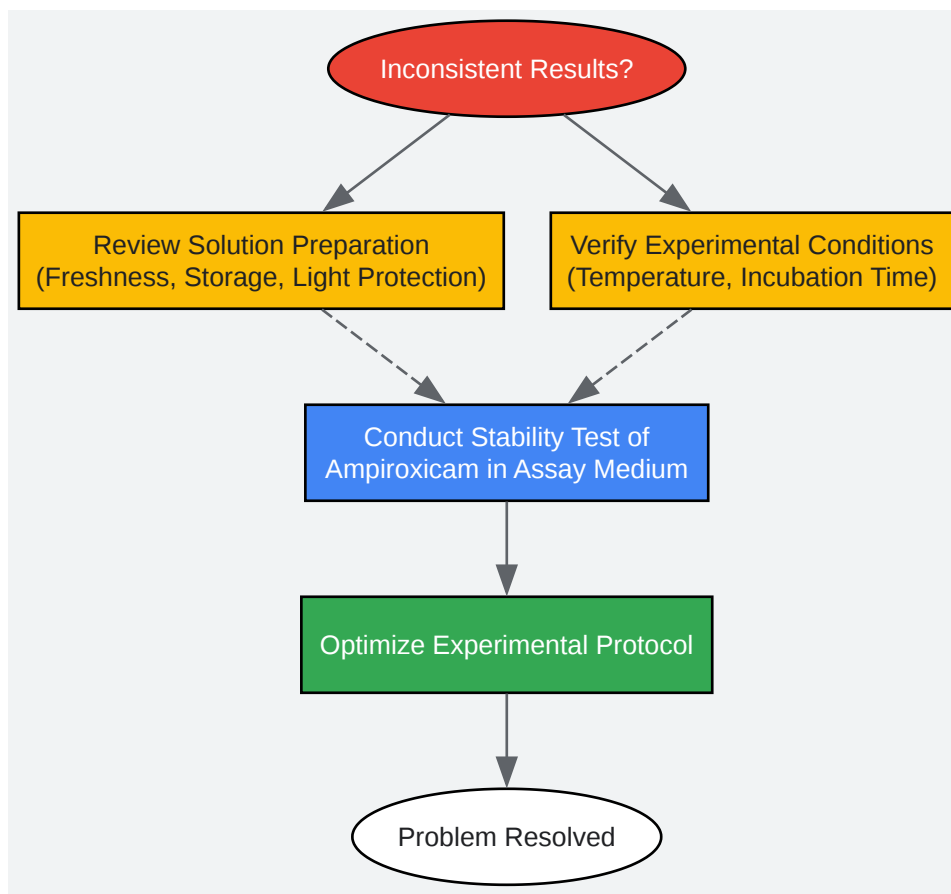 Inconsistent Results?
Review Solution Preparation
(Freshness, Storage, Light Protection)
Verify Experimental Conditions
(Temperature, Incubation Time)
Conduct Stability Test of
Ampiroxicam in Assay Medium
Optimize Experimental Protocol
Problem Resolved